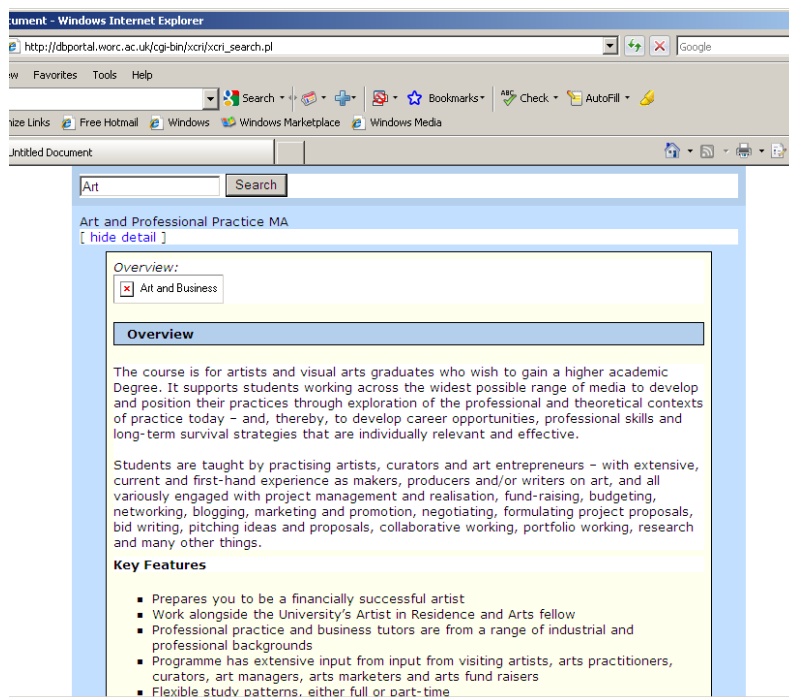 cument - Windows Internet Explorer
http://dbportal.worc.ac.uk/cgi-bin/xcri/xcri_search.pl Google
ew Favorites Tools Help
Search Bookmarks ABC Check AutoFill
nize Links Free Hotmail Windows Windows Marketplace Windows Media
Untitled Document
Art Search
Art and Professional Practice MA
[ hide detail ]
Overview:
Art and Business
Overview
The course is for artists and visual arts graduates who wish to gain a higher academic
Degree. It supports students working across the widest possible range of media to develop
and position their practices through exploration of the professional and theoretical contexts
of practice today – and, thereby, to develop career opportunities, professional skills and
long-term survival strategies that are individually relevant and effective.
Students are taught by practising artists, curators and art entrepreneurs – with extensive,
current and first-hand experience as makers, producers and/or writers on art, and all
variously engaged with project management and realisation, fund-raising, budgeting,
networking, blogging, marketing and promotion, negotiating, formulating project proposals,
bid writing, pitching ideas and proposals, collaborative working, portfolio working, research
and many other things.
Key Features
▪ Prepares you to be a financially successful artist
▪ Work alongside the University's Artist in Residence and Arts fellow
▪ Professional practice and business tutors are from a range of industrial and
professional backgrounds
▪ Programme has extensive input from input from visiting artists, arts practitioners,
curators, art managers, arts marketers and arts fund raisers
▪ Flexible study patterns, either full or part-time